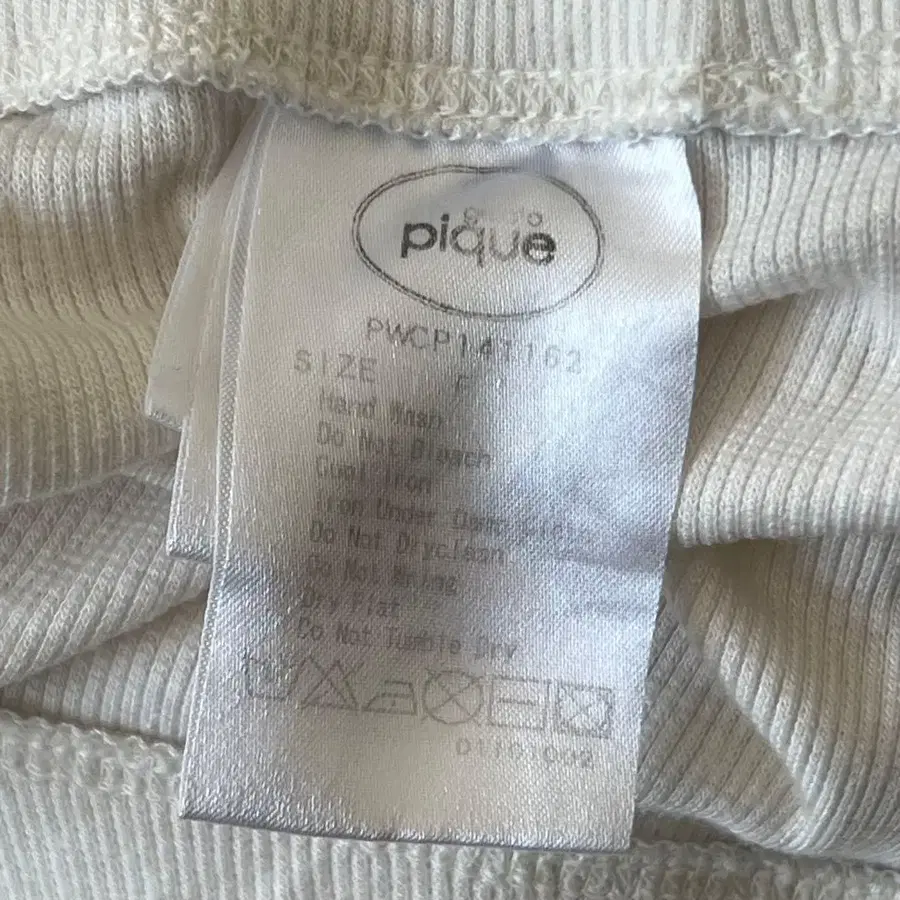 pique
PWCP141162
SIZE F
Hand Wash
Do Not Bleach
Cool Iron
Iron Under Damp Cloth
Do Not Dryclean
Do Not Wring
Dry Flat
Do Not Tumble Dry